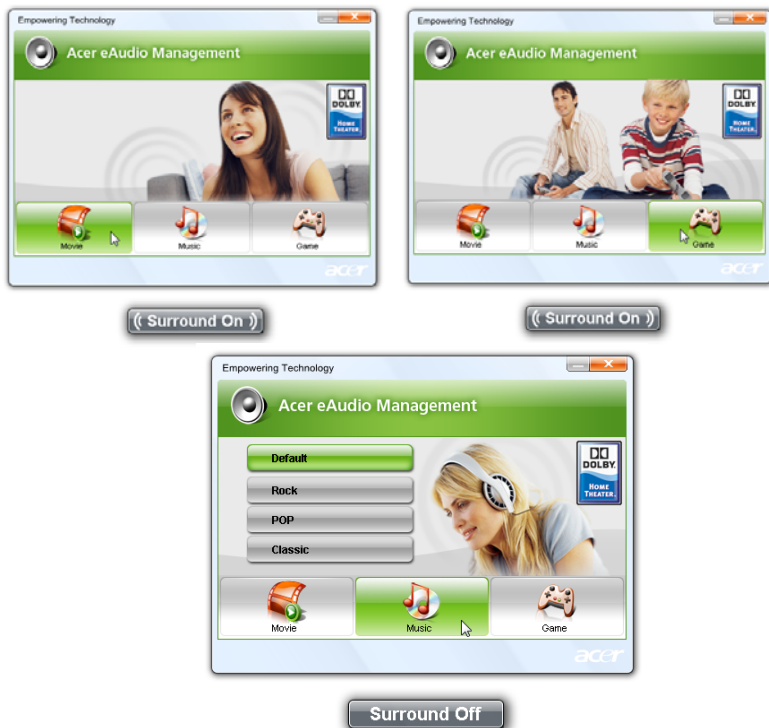 Empowering Technology
Acer eAudio Management
DOLBY
HOME
THEATER
Movie
Music
Game
acer
((Surround On))
Empowering Technology
Acer eAudio Management
DOLBY
HOME
THEATER
Movie
Music
Game
acer
((Surround On))
Empowering Technology
Acer eAudio Management
Default
Rock
POP
Classic
DOLBY
HOME
THEATER
Movie
Music
Game
acer
Surround Off